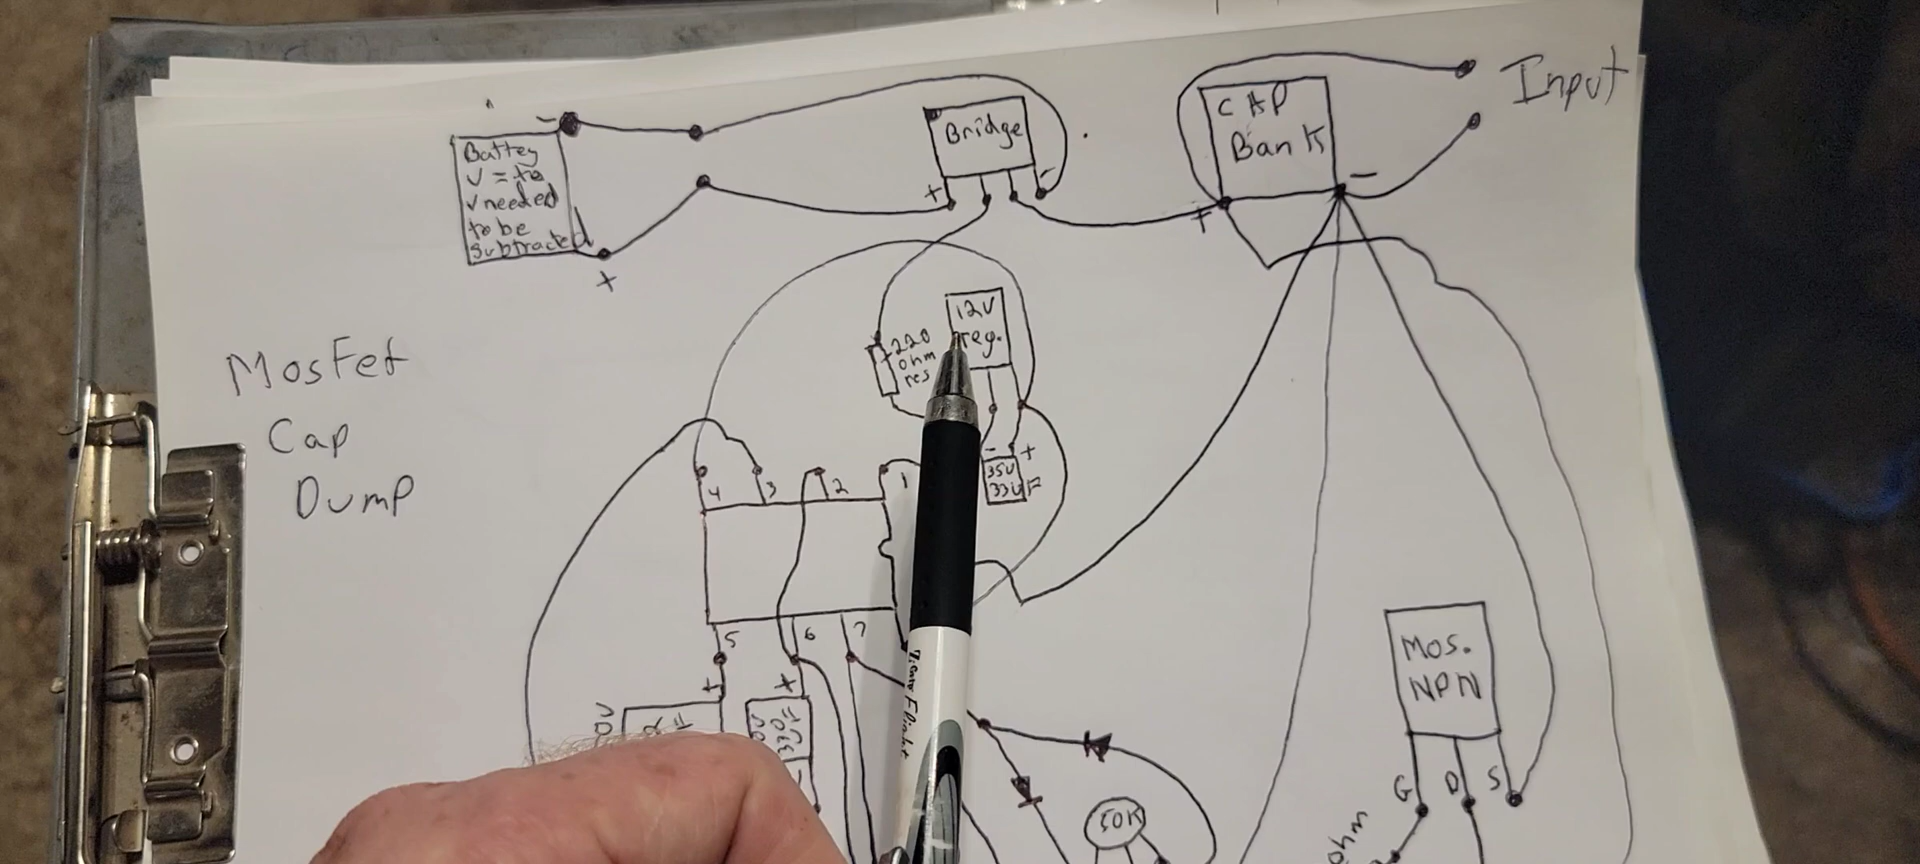 Input
CAP
Bank
-
+
Bridge
+
-
-
Battey
V = to
V needed
to be
subtracted
+
12V
reg.
220
ohm
res
MosFet
Cap
Dump
- +
35V
33uF
4 3 2 1
5 6 7
+ +
Mos.
NPN
G D S
50K
ohm